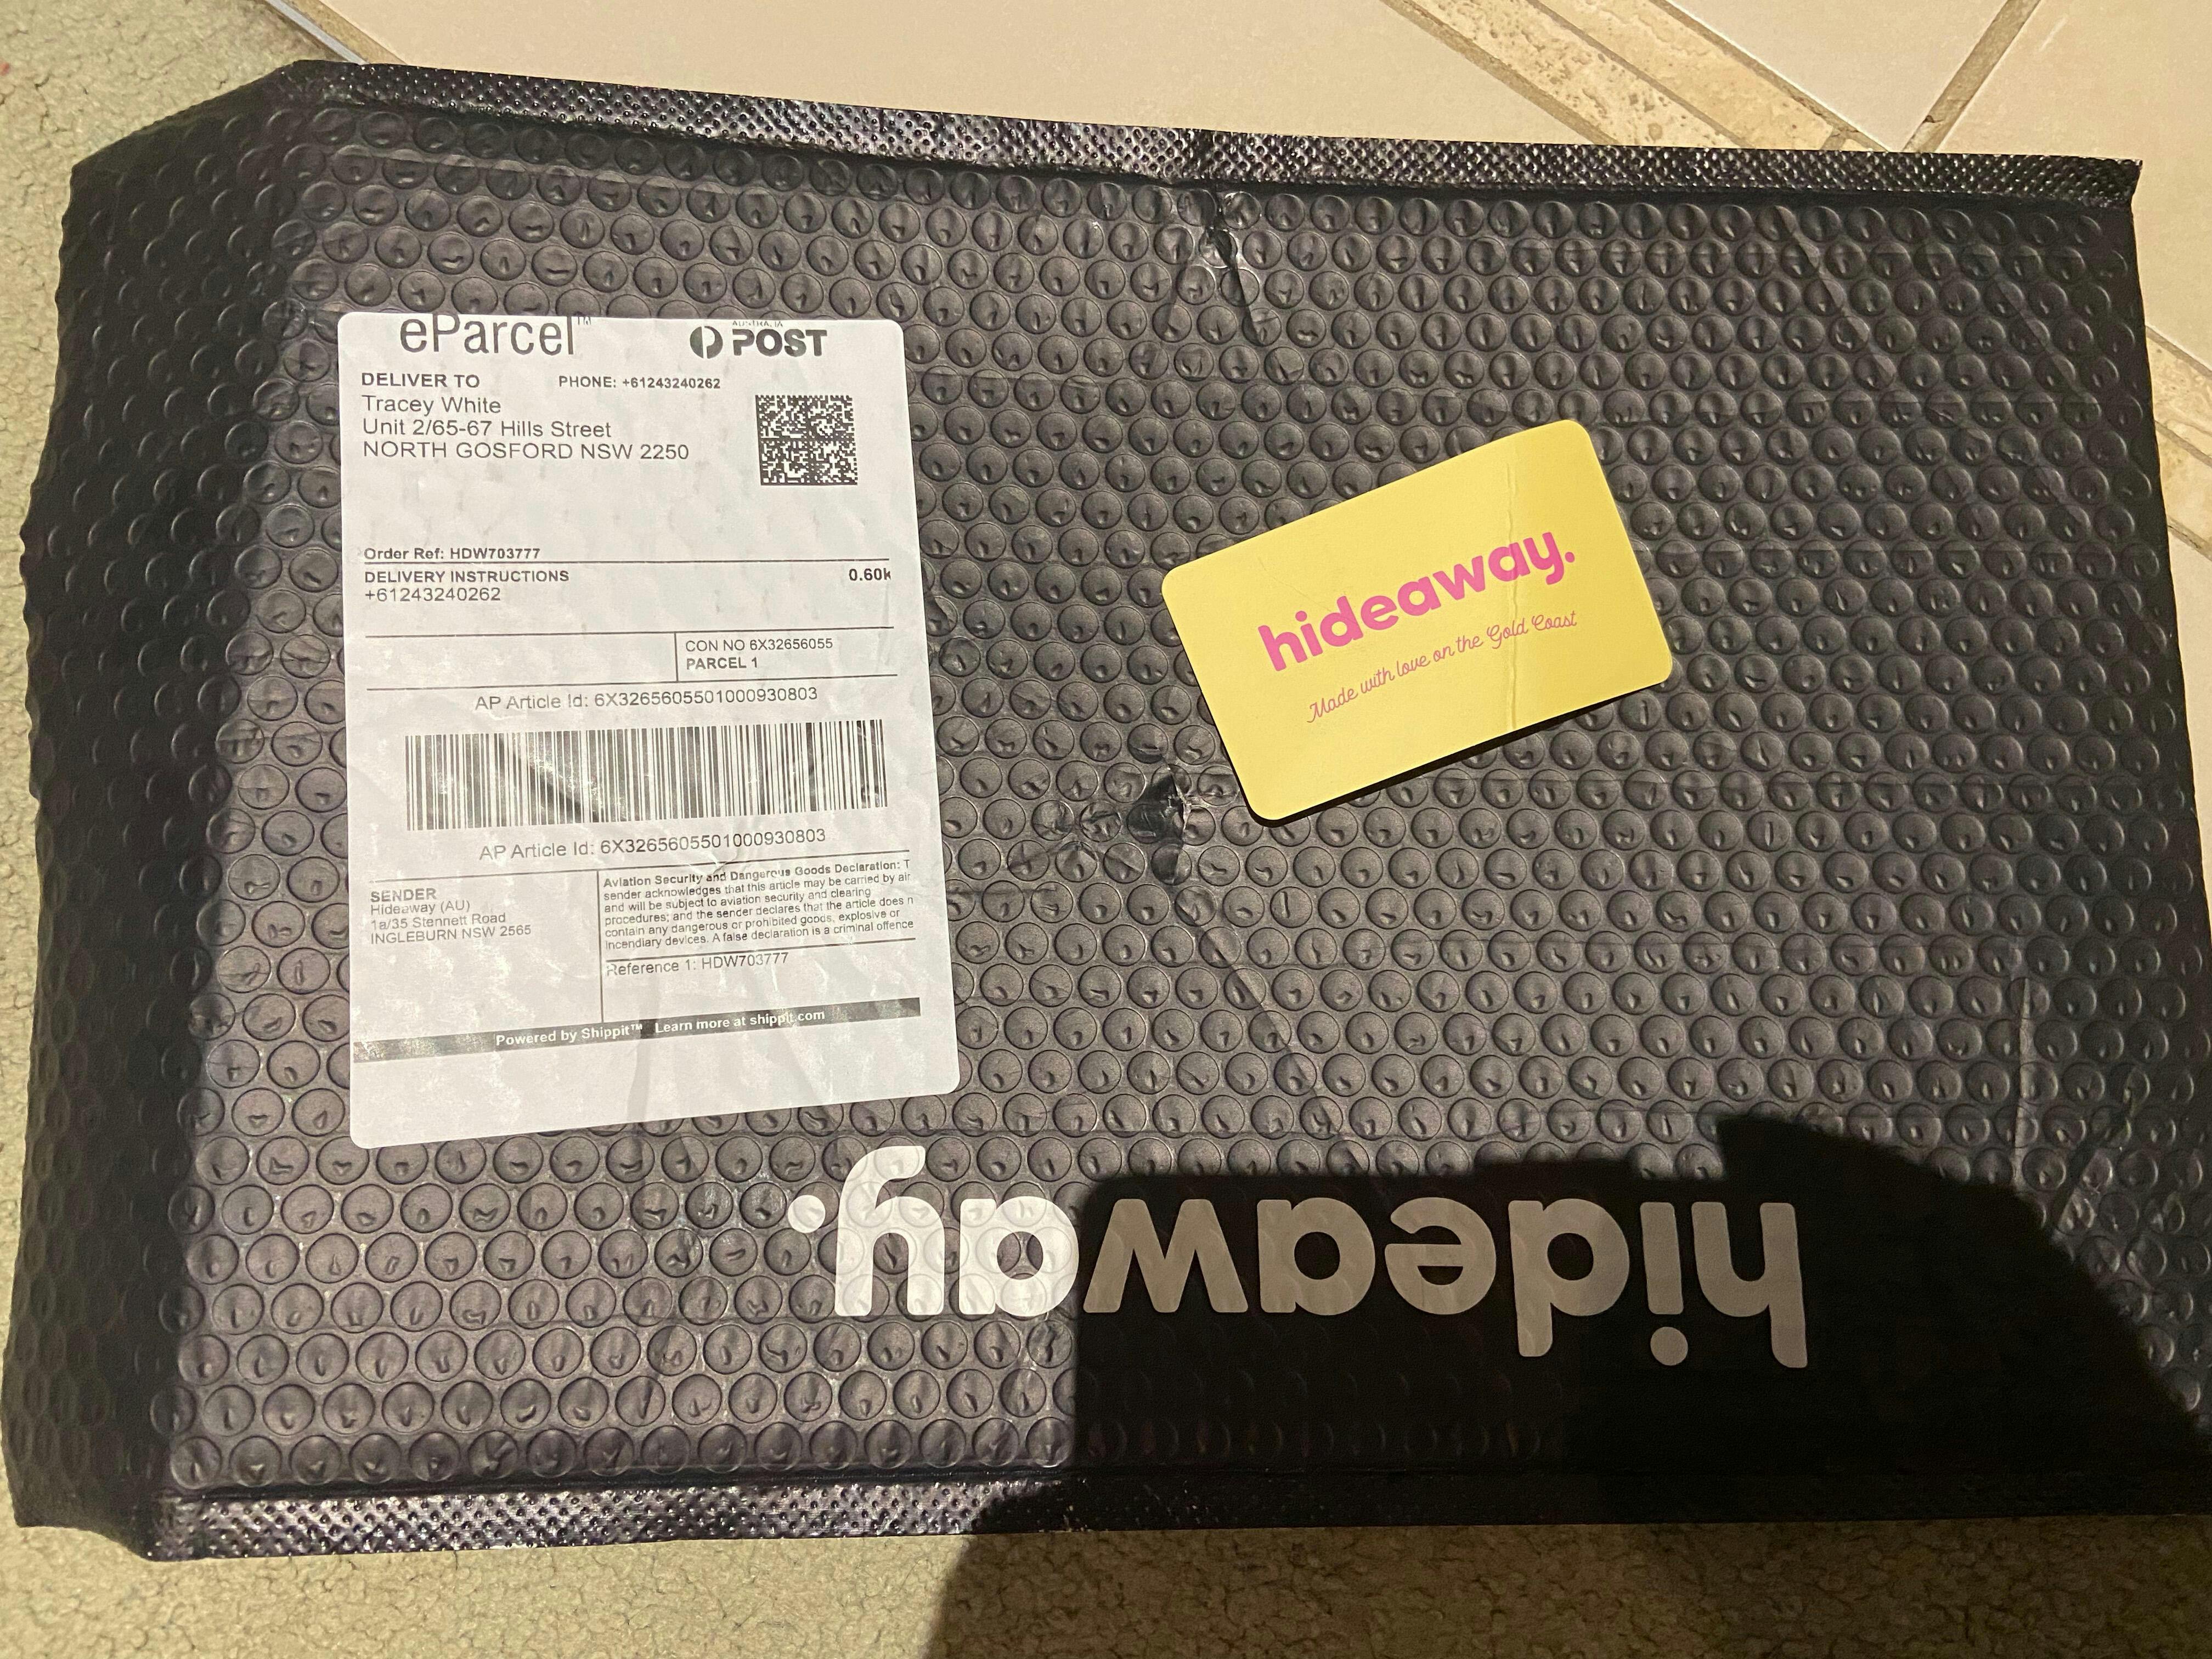 eParcel™
AUSTRALIA
POST
DELIVER TO
PHONE: +61243240262
Tracey White
Unit 2/65-67 Hills Street
NORTH GOSFORD NSW 2250
Order Ref: HDW703777
DELIVERY INSTRUCTIONS
0.60k
+61243240262
CON NO 6X32656055
PARCEL 1
AP Article Id: 6X3265605501000930803
AP Article Id: 6X3265605501000930803
SENDER
Hideaway (AU)
1a/35 Stennett Road
INGLEBURN NSW 2565
Aviation Security and Dangerous Goods Declaration: T
sender acknowledges that this article may be carried by air
and will be subject to aviation security and clearing
procedures; and the sender declares that the article does n
contain any dangerous or prohibited goods, explosive or
incendiary devices. A false declaration is a criminal offence
Reference 1: HDW703777
Powered by Shippit™ Learn more at shippit.com
hideaway.
Made with love on the Gold Coast
hideaway.